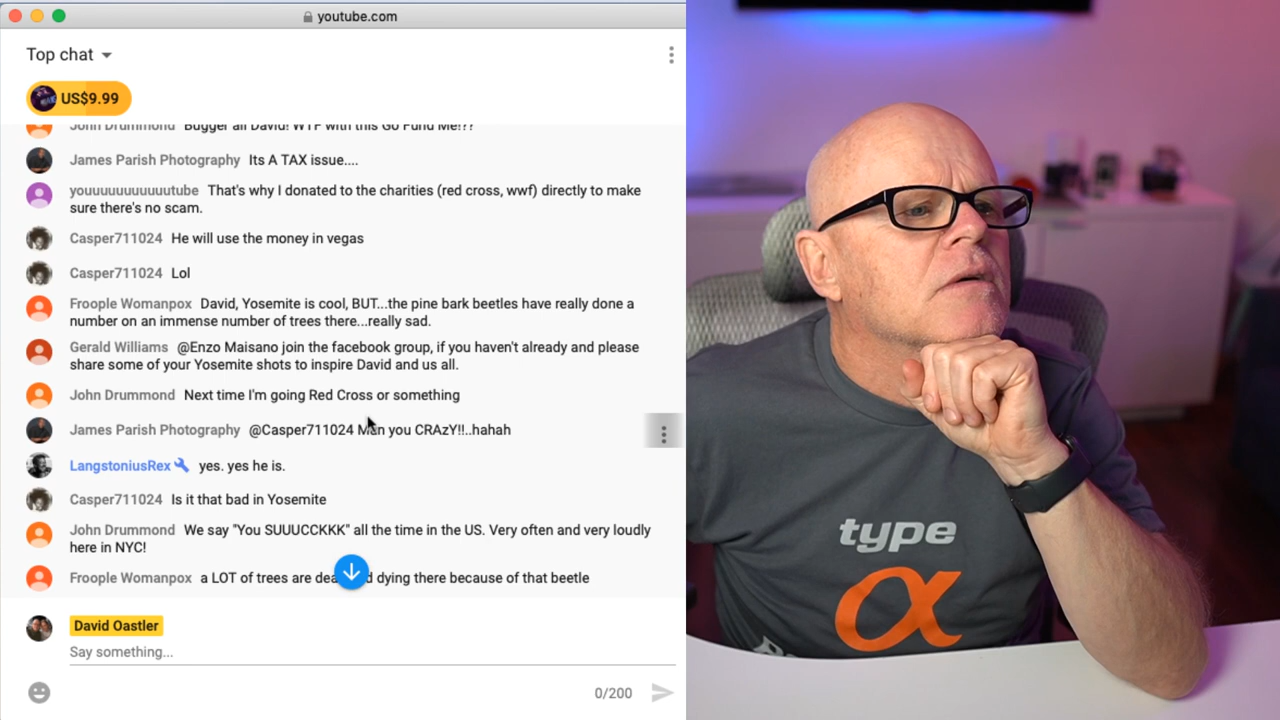 youtube.com
Top chat
US$9.99
John Drummond Bugger all David! WTF with this Go Fund Me!??
James Parish Photography Its A TAX issue....
youuuuuuuuuutube That's why I donated to the charities (red cross, wwf) directly to make
sure there's no scam.
Casper711024 He will use the money in vegas
Casper711024 Lol
Froople Womanpox David, Yosemite is cool, BUT...the pine bark beetles have really done a
number on an immense number of trees there...really sad.
Gerald Williams @Enzo Maisano join the facebook group, if you haven't already and please
share some of your Yosemite shots to inspire David and us all.
John Drummond Next time I'm going Red Cross or something
James Parish Photography @Casper711024 Man you CRAzY!!..hahah
LangstoniusRex yes. yes he is.
Casper711024 Is it that bad in Yosemite
John Drummond We say "You SUUUCCKKK" all the time in the US. Very often and very loudly
here in NYC!
Froople Womanpox a LOT of trees are dying there because of that beetle
David Oastler
Say something...
0/200
type
α